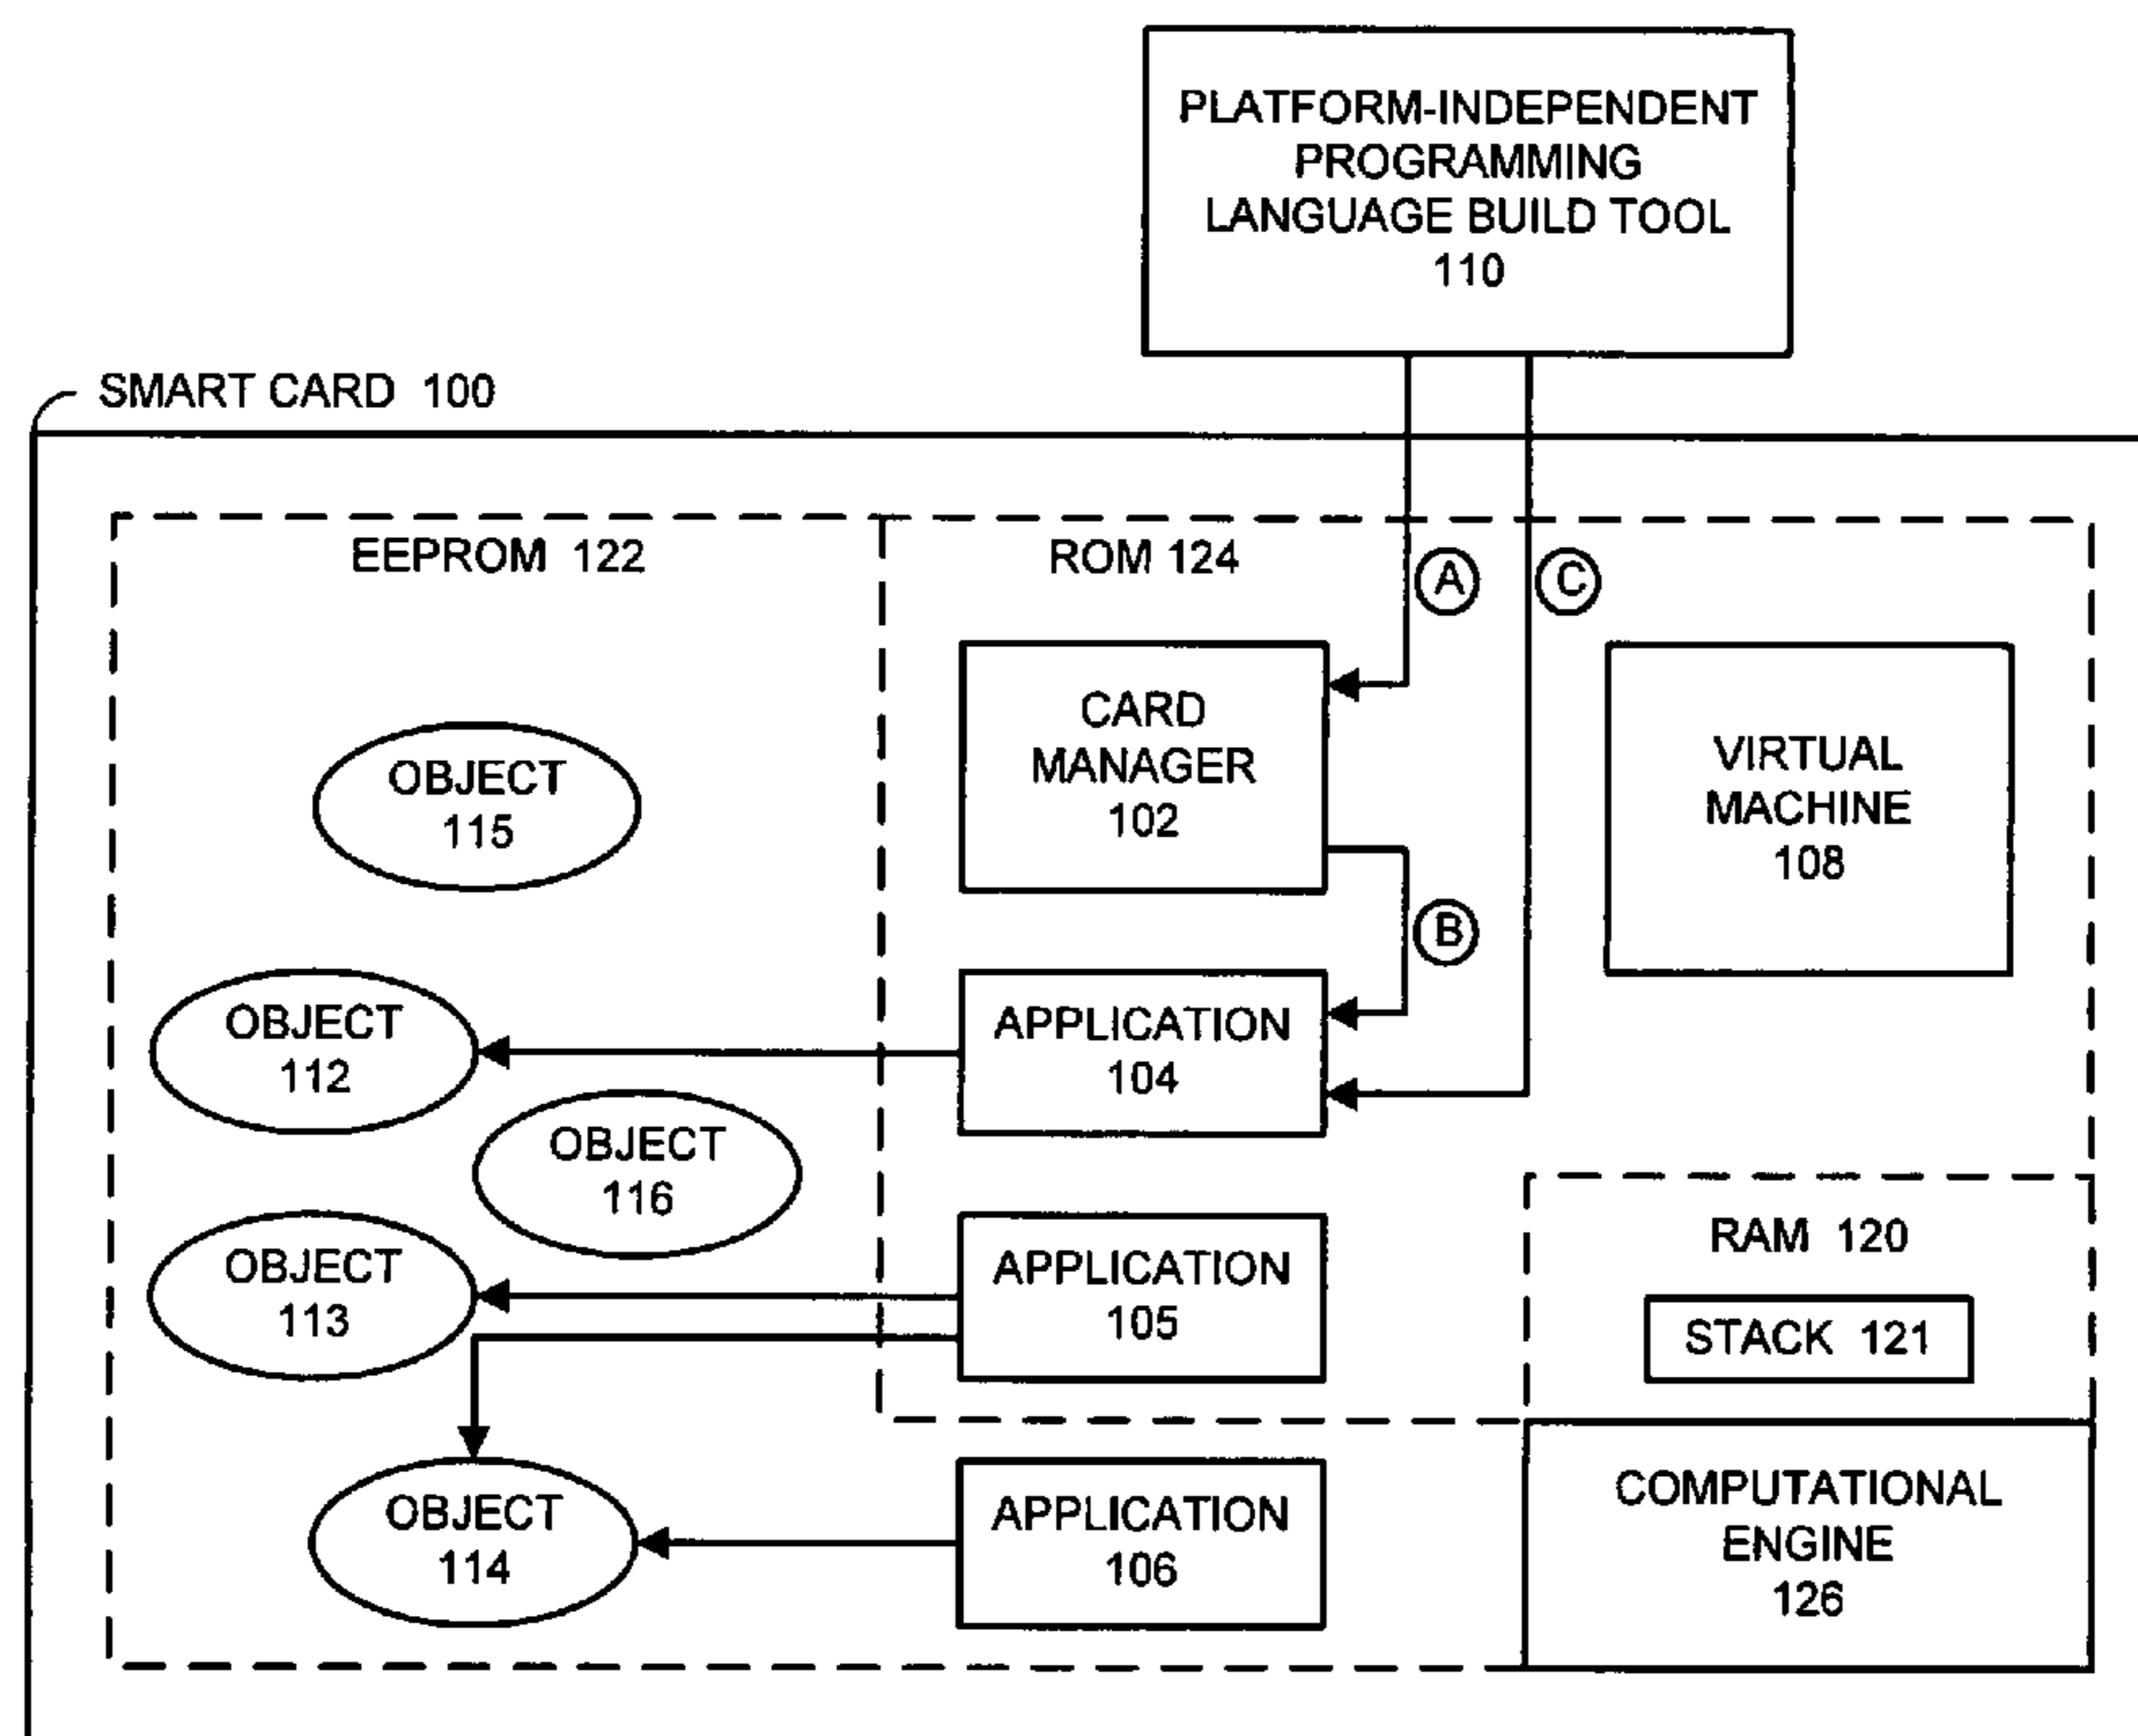 PLATFORM-INDEPENDENT
PROGRAMMING
LANGUAGE BUILD TOOL
110
SMART CARD 100
EEPROM 122
ROM 124
A
C
CARD
MANAGER
102
VIRTUAL
MACHINE
108
OBJECT
115
B
OBJECT
112
APPLICATION
104
OBJECT
116
OBJECT
113
APPLICATION
105
RAM 120
STACK 121
OBJECT
114
APPLICATION
106
COMPUTATIONAL
ENGINE
126